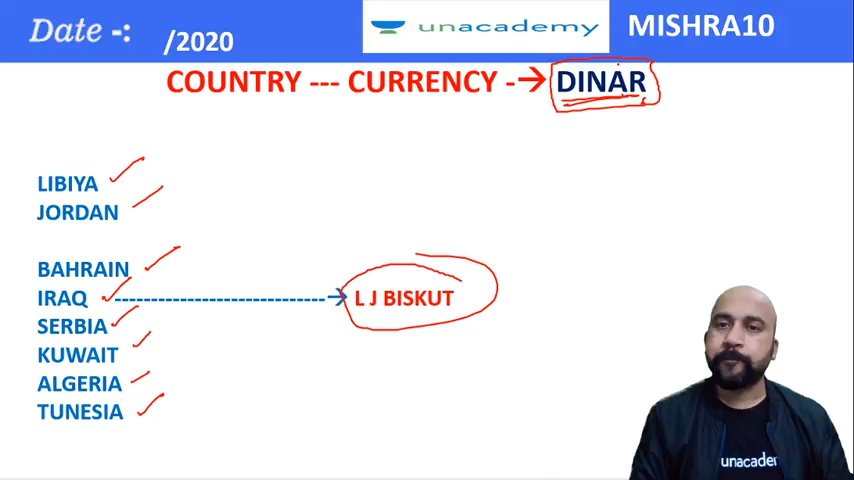 Date -: /2020 unacademy MISHRA10
COUNTRY --- CURRENCY -→ DINAR
LIBIYA
JORDAN
BAHRAIN
IRAQ ---------------------------→ L J BISKUT
SERBIA
KUWAIT
ALGERIA
TUNESIA
unacadem